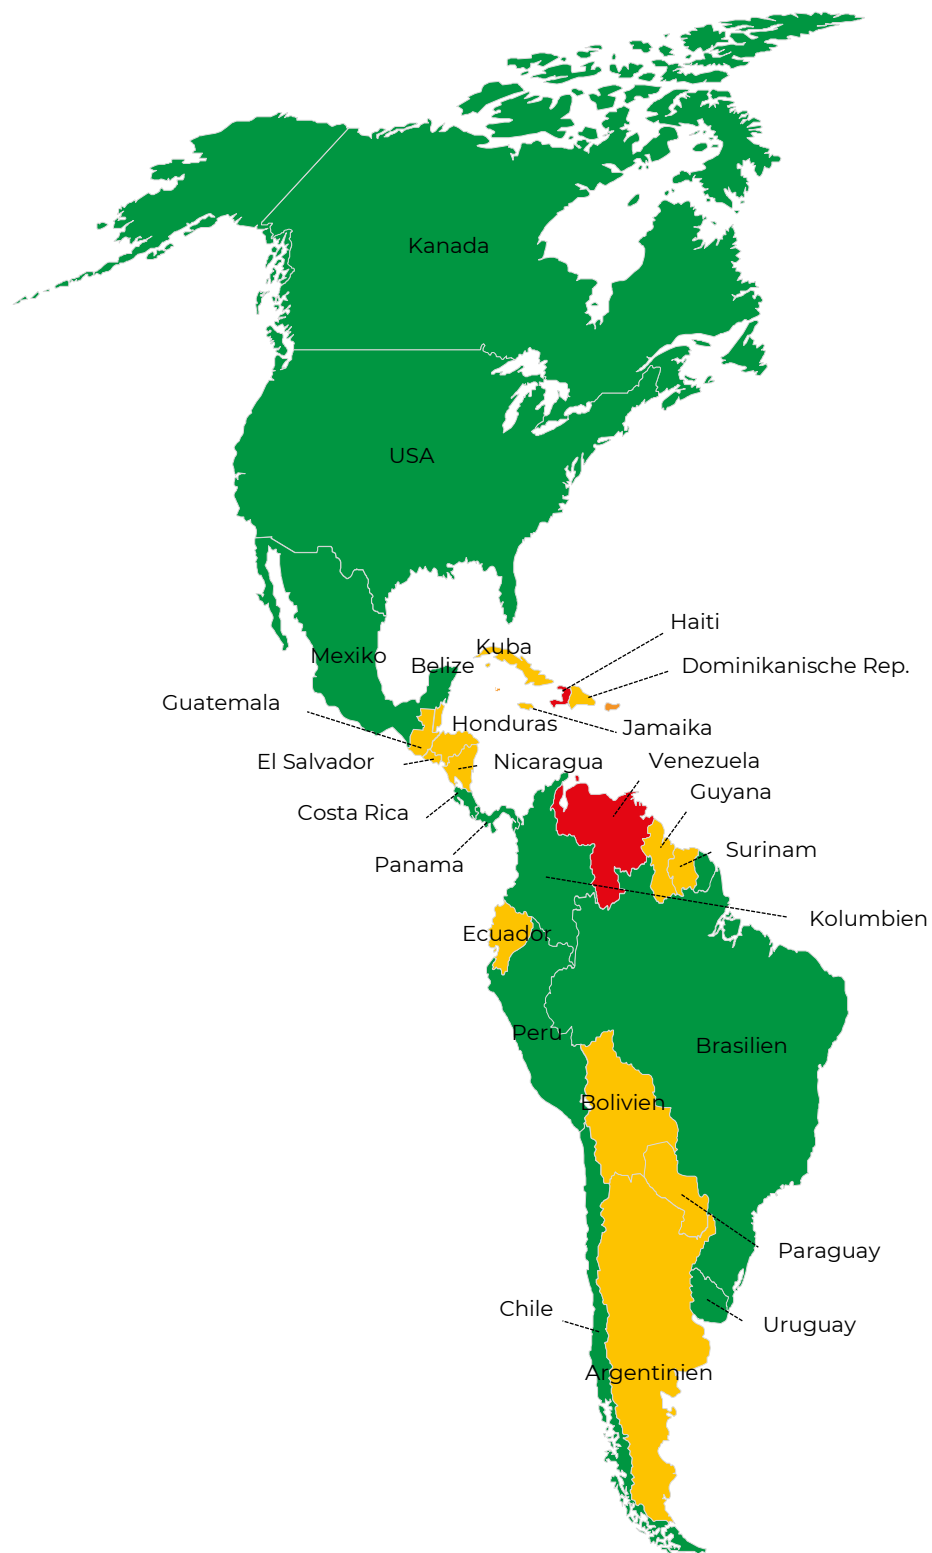 Kanada
USA
Haiti
Kuba
Mexiko
Belize
Dominikanische Rep.
Guatemala
Honduras
Jamaika
El Salvador
Nicaragua
Venezuela
Guyana
Costa Rica
Surinam
Panama
Kolumbien
Ecuador
Peru
Brasilien
Bolivien
Paraguay
Chile
Uruguay
Argentinien